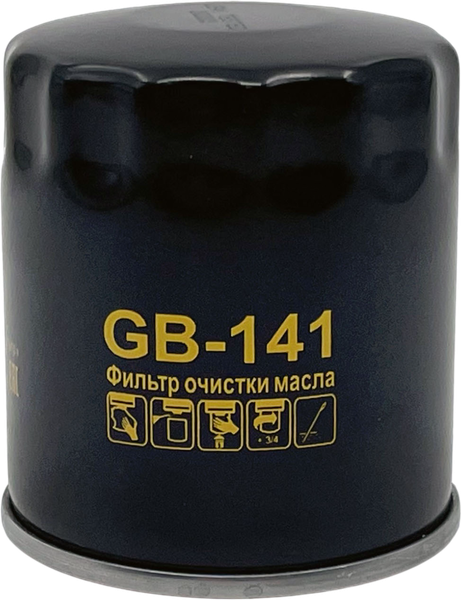 GB-141
Фильтр очистки масла
+ 3/4